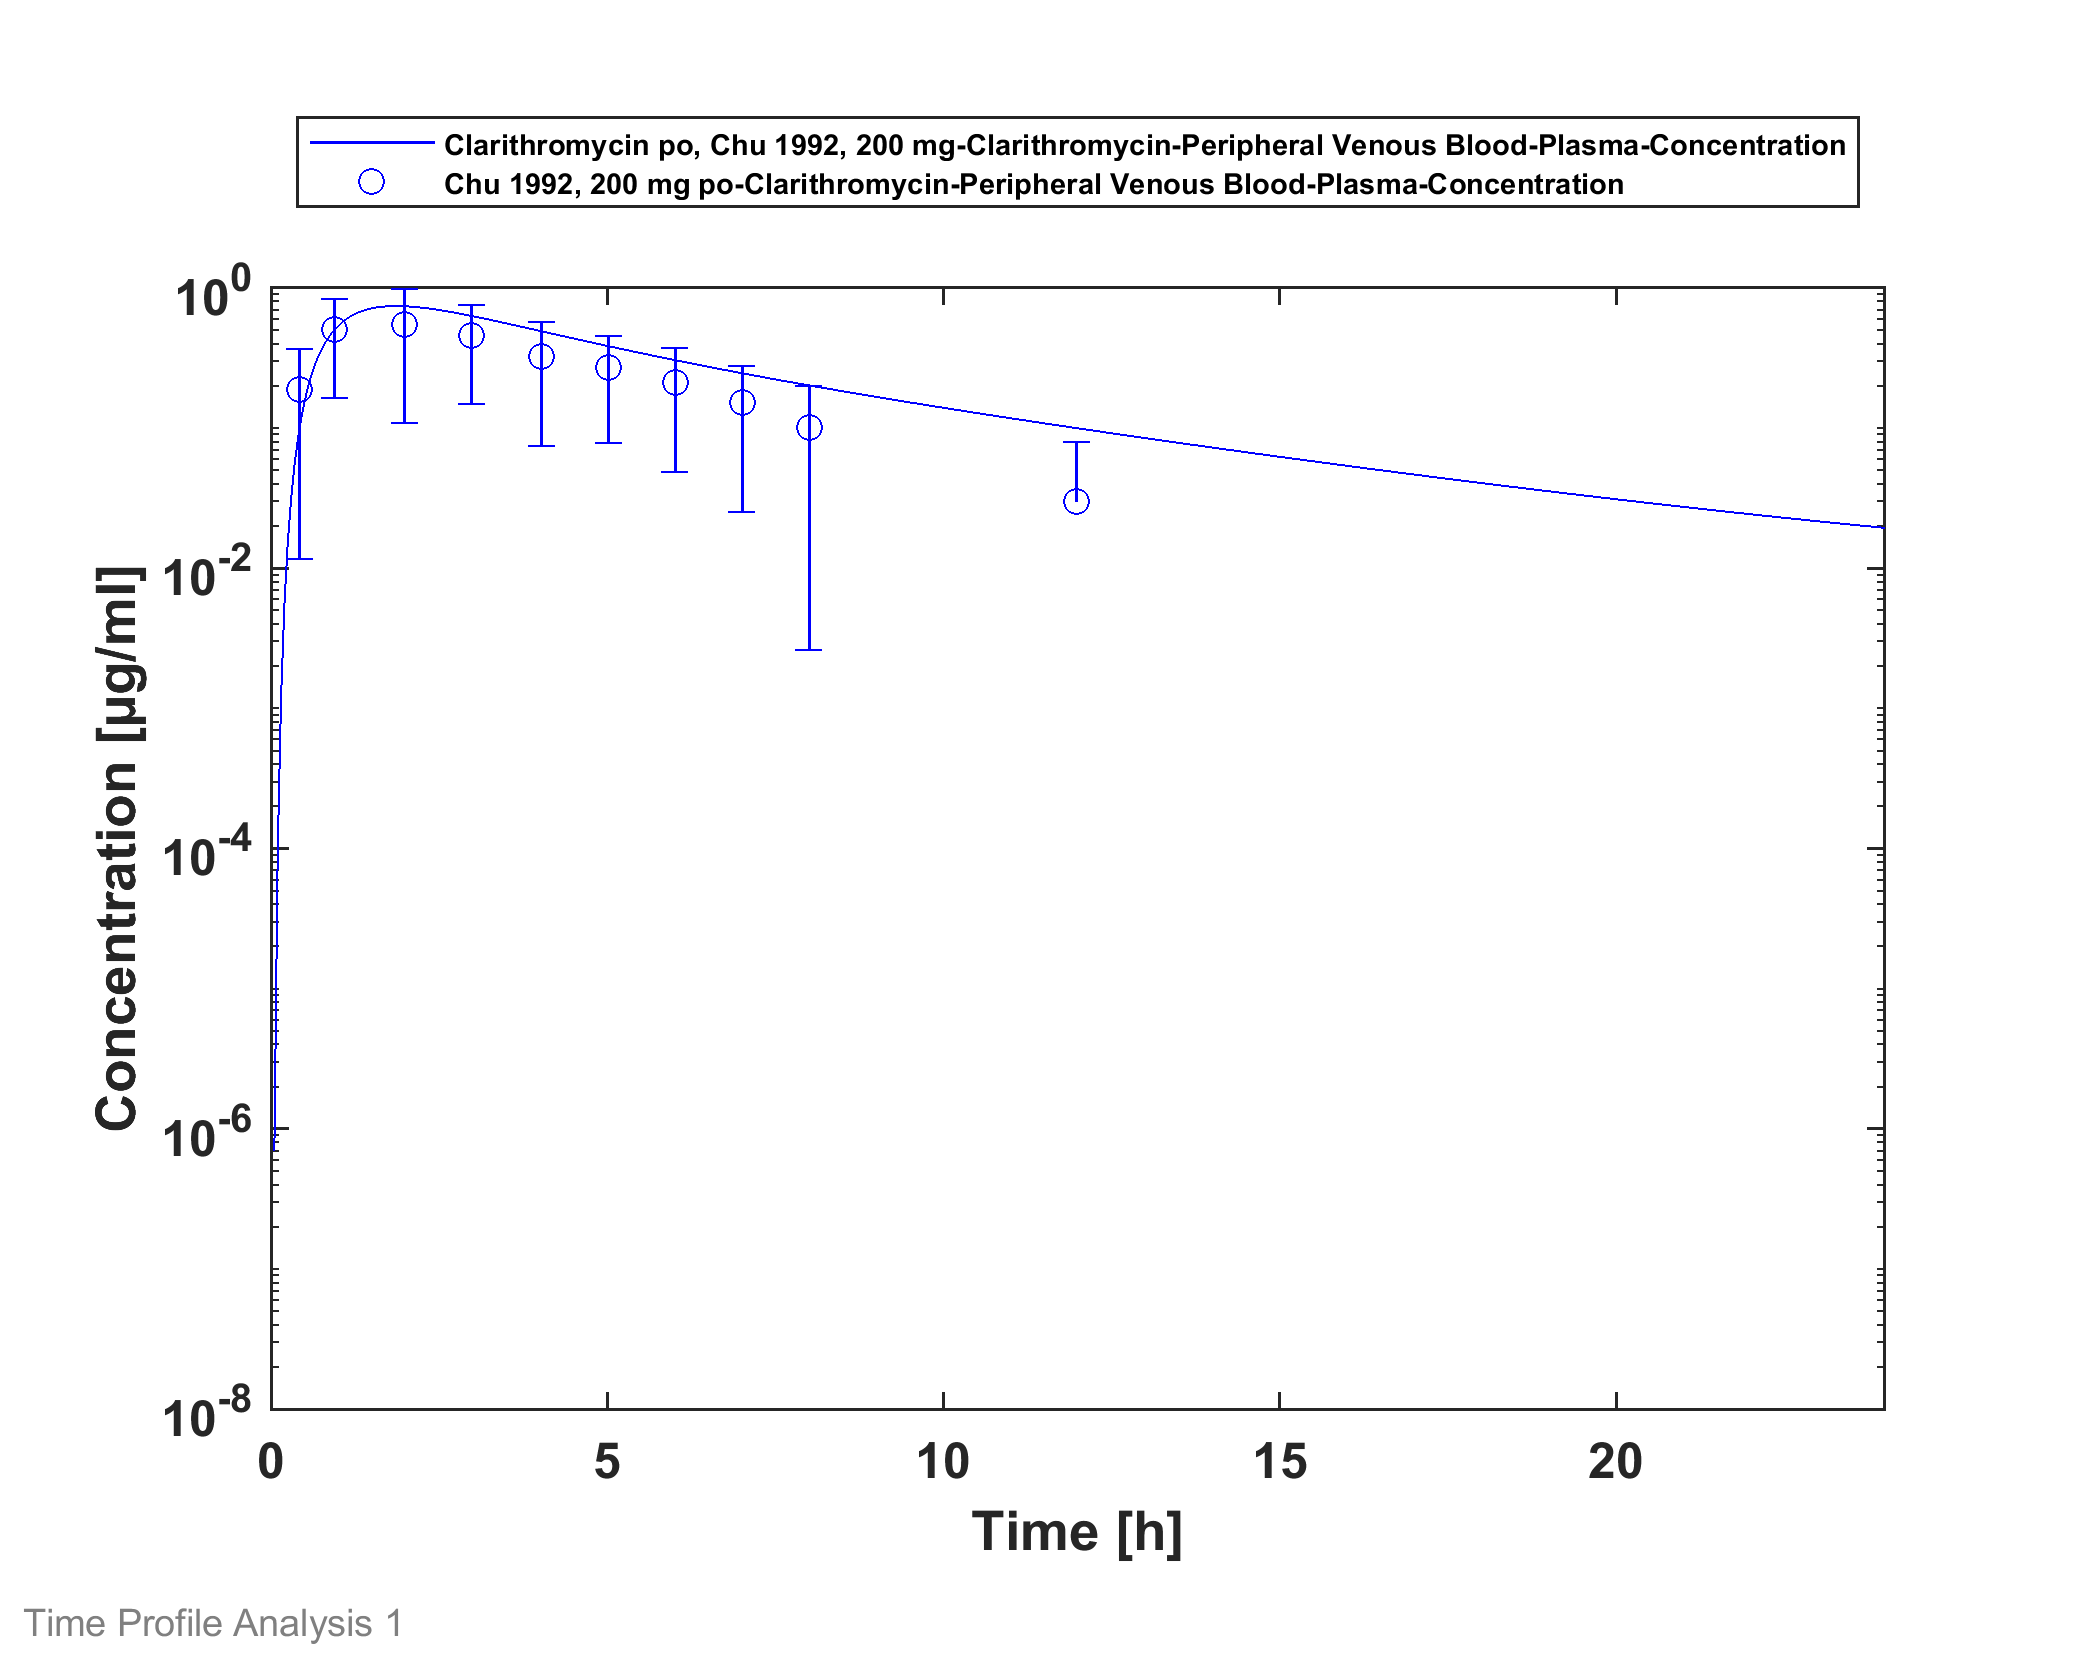 Clarithromycin po, Chu 1992, 200 mg-Clarithromycin-Peripheral Venous Blood-Plasma-Concentration
Chu 1992, 200 mg po-Clarithromycin-Peripheral Venous Blood-Plasma-Concentration
Concentration [µg/ml]
10^0
10^-2
10^-4
10^-6
10^-8
0 5 10 15 20
Time [h]
Time Profile Analysis 1